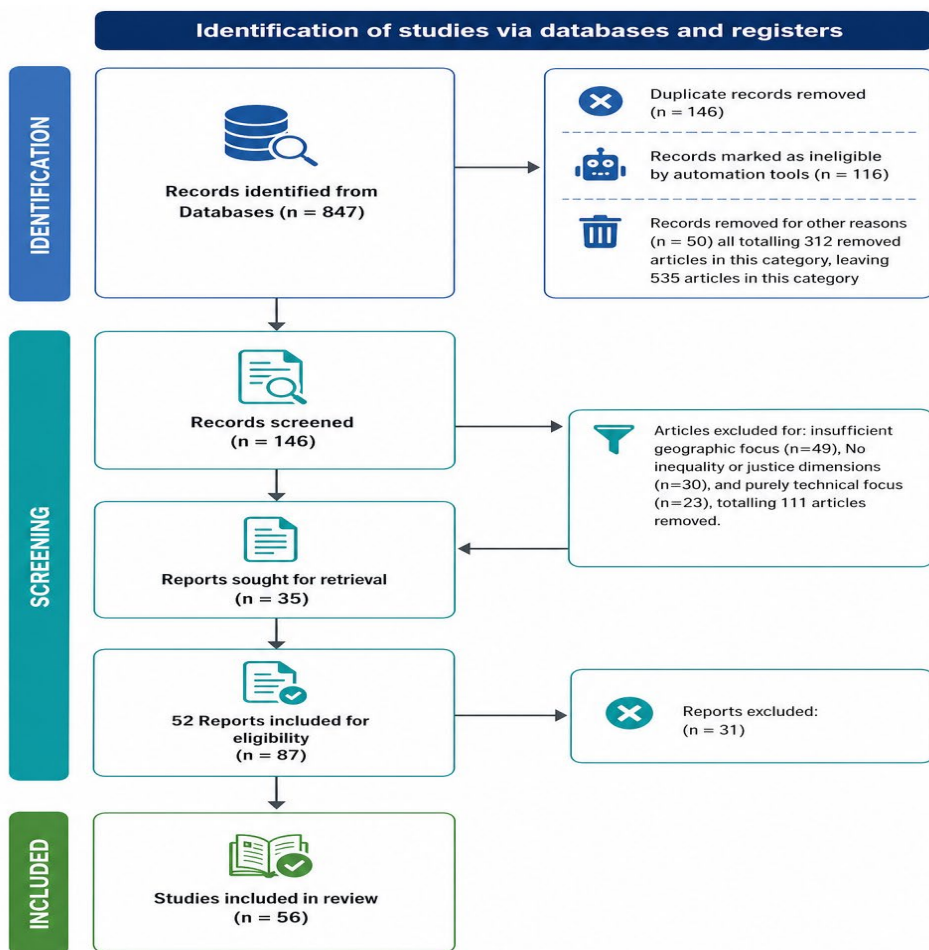 Identification of studies via databases and registers
IDENTIFICATION
Records identified from
Databases (n = 847)
Duplicate records removed
(n = 146)
Records marked as ineligible
by automation tools (n = 116)
Records removed for other reasons
(n = 50) all totalling 312 removed
articles in this category, leaving
535 articles in this category
SCREENING
Records screened
(n = 146)
Articles excluded for: insufficient
geographic focus (n=49), No
inequality or justice dimensions
(n=30), and purely technical focus
(n=23), totalling 111 articles
removed.
Reports sought for retrieval
(n = 35)
52 Reports included for
eligibility
(n = 87)
Reports excluded:
(n = 31)
INCLUDED
Studies included in review
(n = 56)